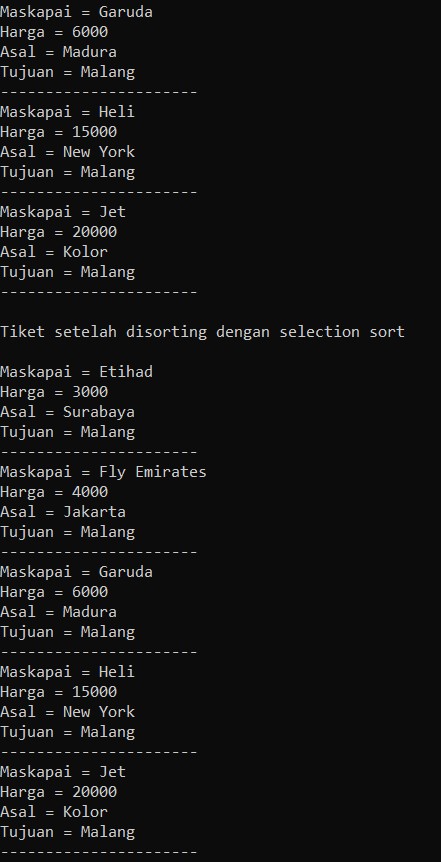 Maskapai = Garuda
Harga = 6000
Asal = Madura
Tujuan = Malang
----------------------
Maskapai = Heli
Harga = 15000
Asal = New York
Tujuan = Malang
----------------------
Maskapai = Jet
Harga = 20000
Asal = Kolor
Tujuan = Malang
----------------------
Tiket setelah disorting dengan selection sort
Maskapai = Etihad
Harga = 3000
Asal = Surabaya
Tujuan = Malang
----------------------
Maskapai = Fly Emirates
Harga = 4000
Asal = Jakarta
Tujuan = Malang
----------------------
Maskapai = Garuda
Harga = 6000
Asal = Madura
Tujuan = Malang
----------------------
Maskapai = Heli
Harga = 15000
Asal = New York
Tujuan = Malang
----------------------
Maskapai = Jet
Harga = 20000
Asal = Kolor
Tujuan = Malang
----------------------